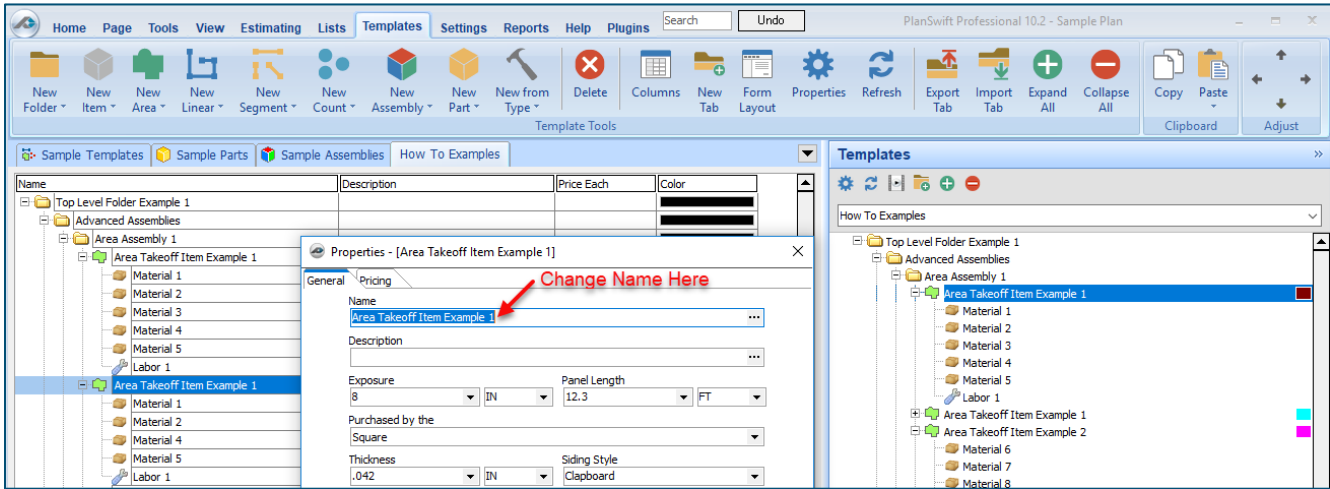 Home Page Tools View Estimating Lists Templates Settings Reports Help Plugins Search Undo PlanSwift Professional 10.2 - Sample Plan
New Folder New Item New Area New Linear New Segment New Count New Assembly New Part New from Type Delete Columns New Tab Form Layout Properties Refresh Export Tab Import Tab Expand All Collapse All Copy Paste
Template Tools Clipboard Adjust
Sample Templates Sample Parts Sample Assemblies How To Examples
Name Description Price Each Color
Top Level Folder Example 1
Advanced Assemblies
Area Assembly 1
Area Takeoff Item Example 1
Material 1
Material 2
Material 3
Material 4
Material 5
Labor 1
Area Takeoff Item Example 1
Material 1
Material 2
Material 4
Material 5
Labor 1
Properties - [Area Takeoff Item Example 1]
General Pricing
Change Name Here
Name
Area Takeoff Item Example 1
Description
Exposure Panel Length
8 IN 12.3 FT
Purchased by the
Square
Thickness Siding Style
.042 IN Clapboard
Templates
How To Examples
Top Level Folder Example 1
Advanced Assemblies
Area Assembly 1
Area Takeoff Item Example 1
Material 1
Material 2
Material 3
Material 4
Material 5
Labor 1
Area Takeoff Item Example 1
Area Takeoff Item Example 2
Material 6
Material 7
Material 8